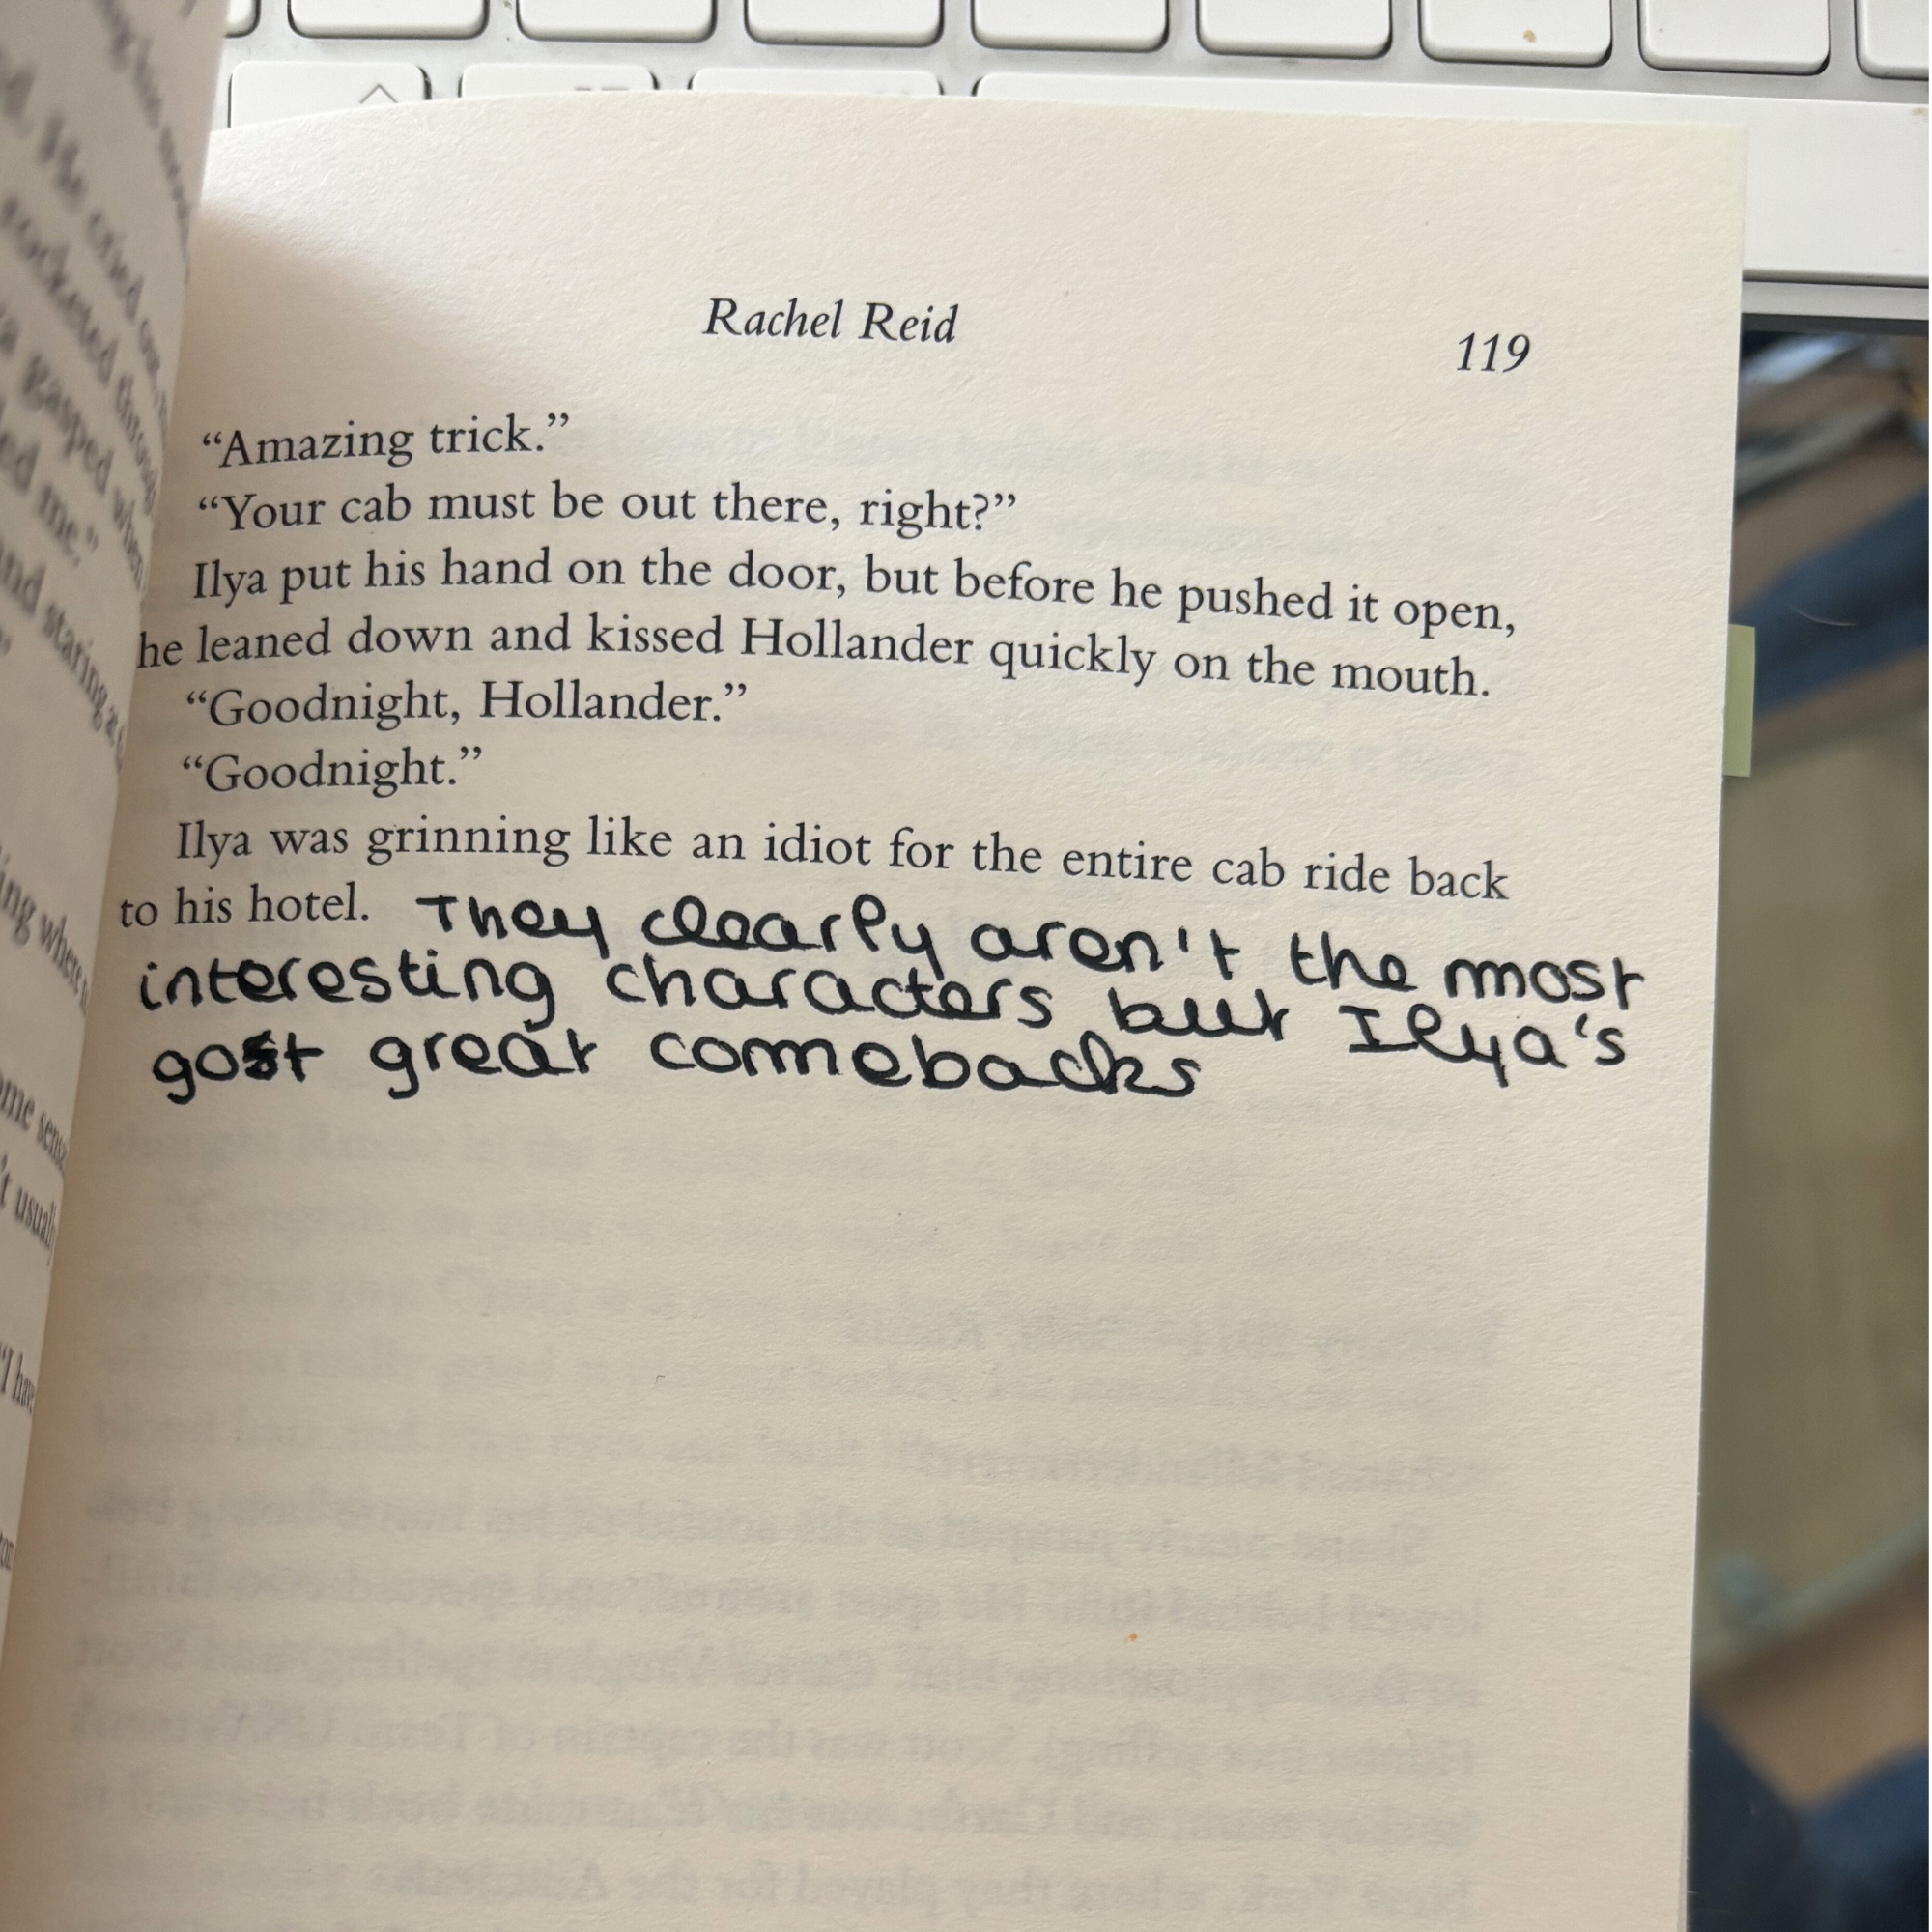 Rachel Reid 119
“Amazing trick.”
“Your cab must be out there, right?”
Ilya put his hand on the door, but before he pushed it open,
he leaned down and kissed Hollander quickly on the mouth.
“Goodnight, Hollander.”
“Goodnight.”
Ilya was grinning like an idiot for the entire cab ride back
to his hotel. They clearly aren't the most
interesting characters but Ilya's
got great comebacks